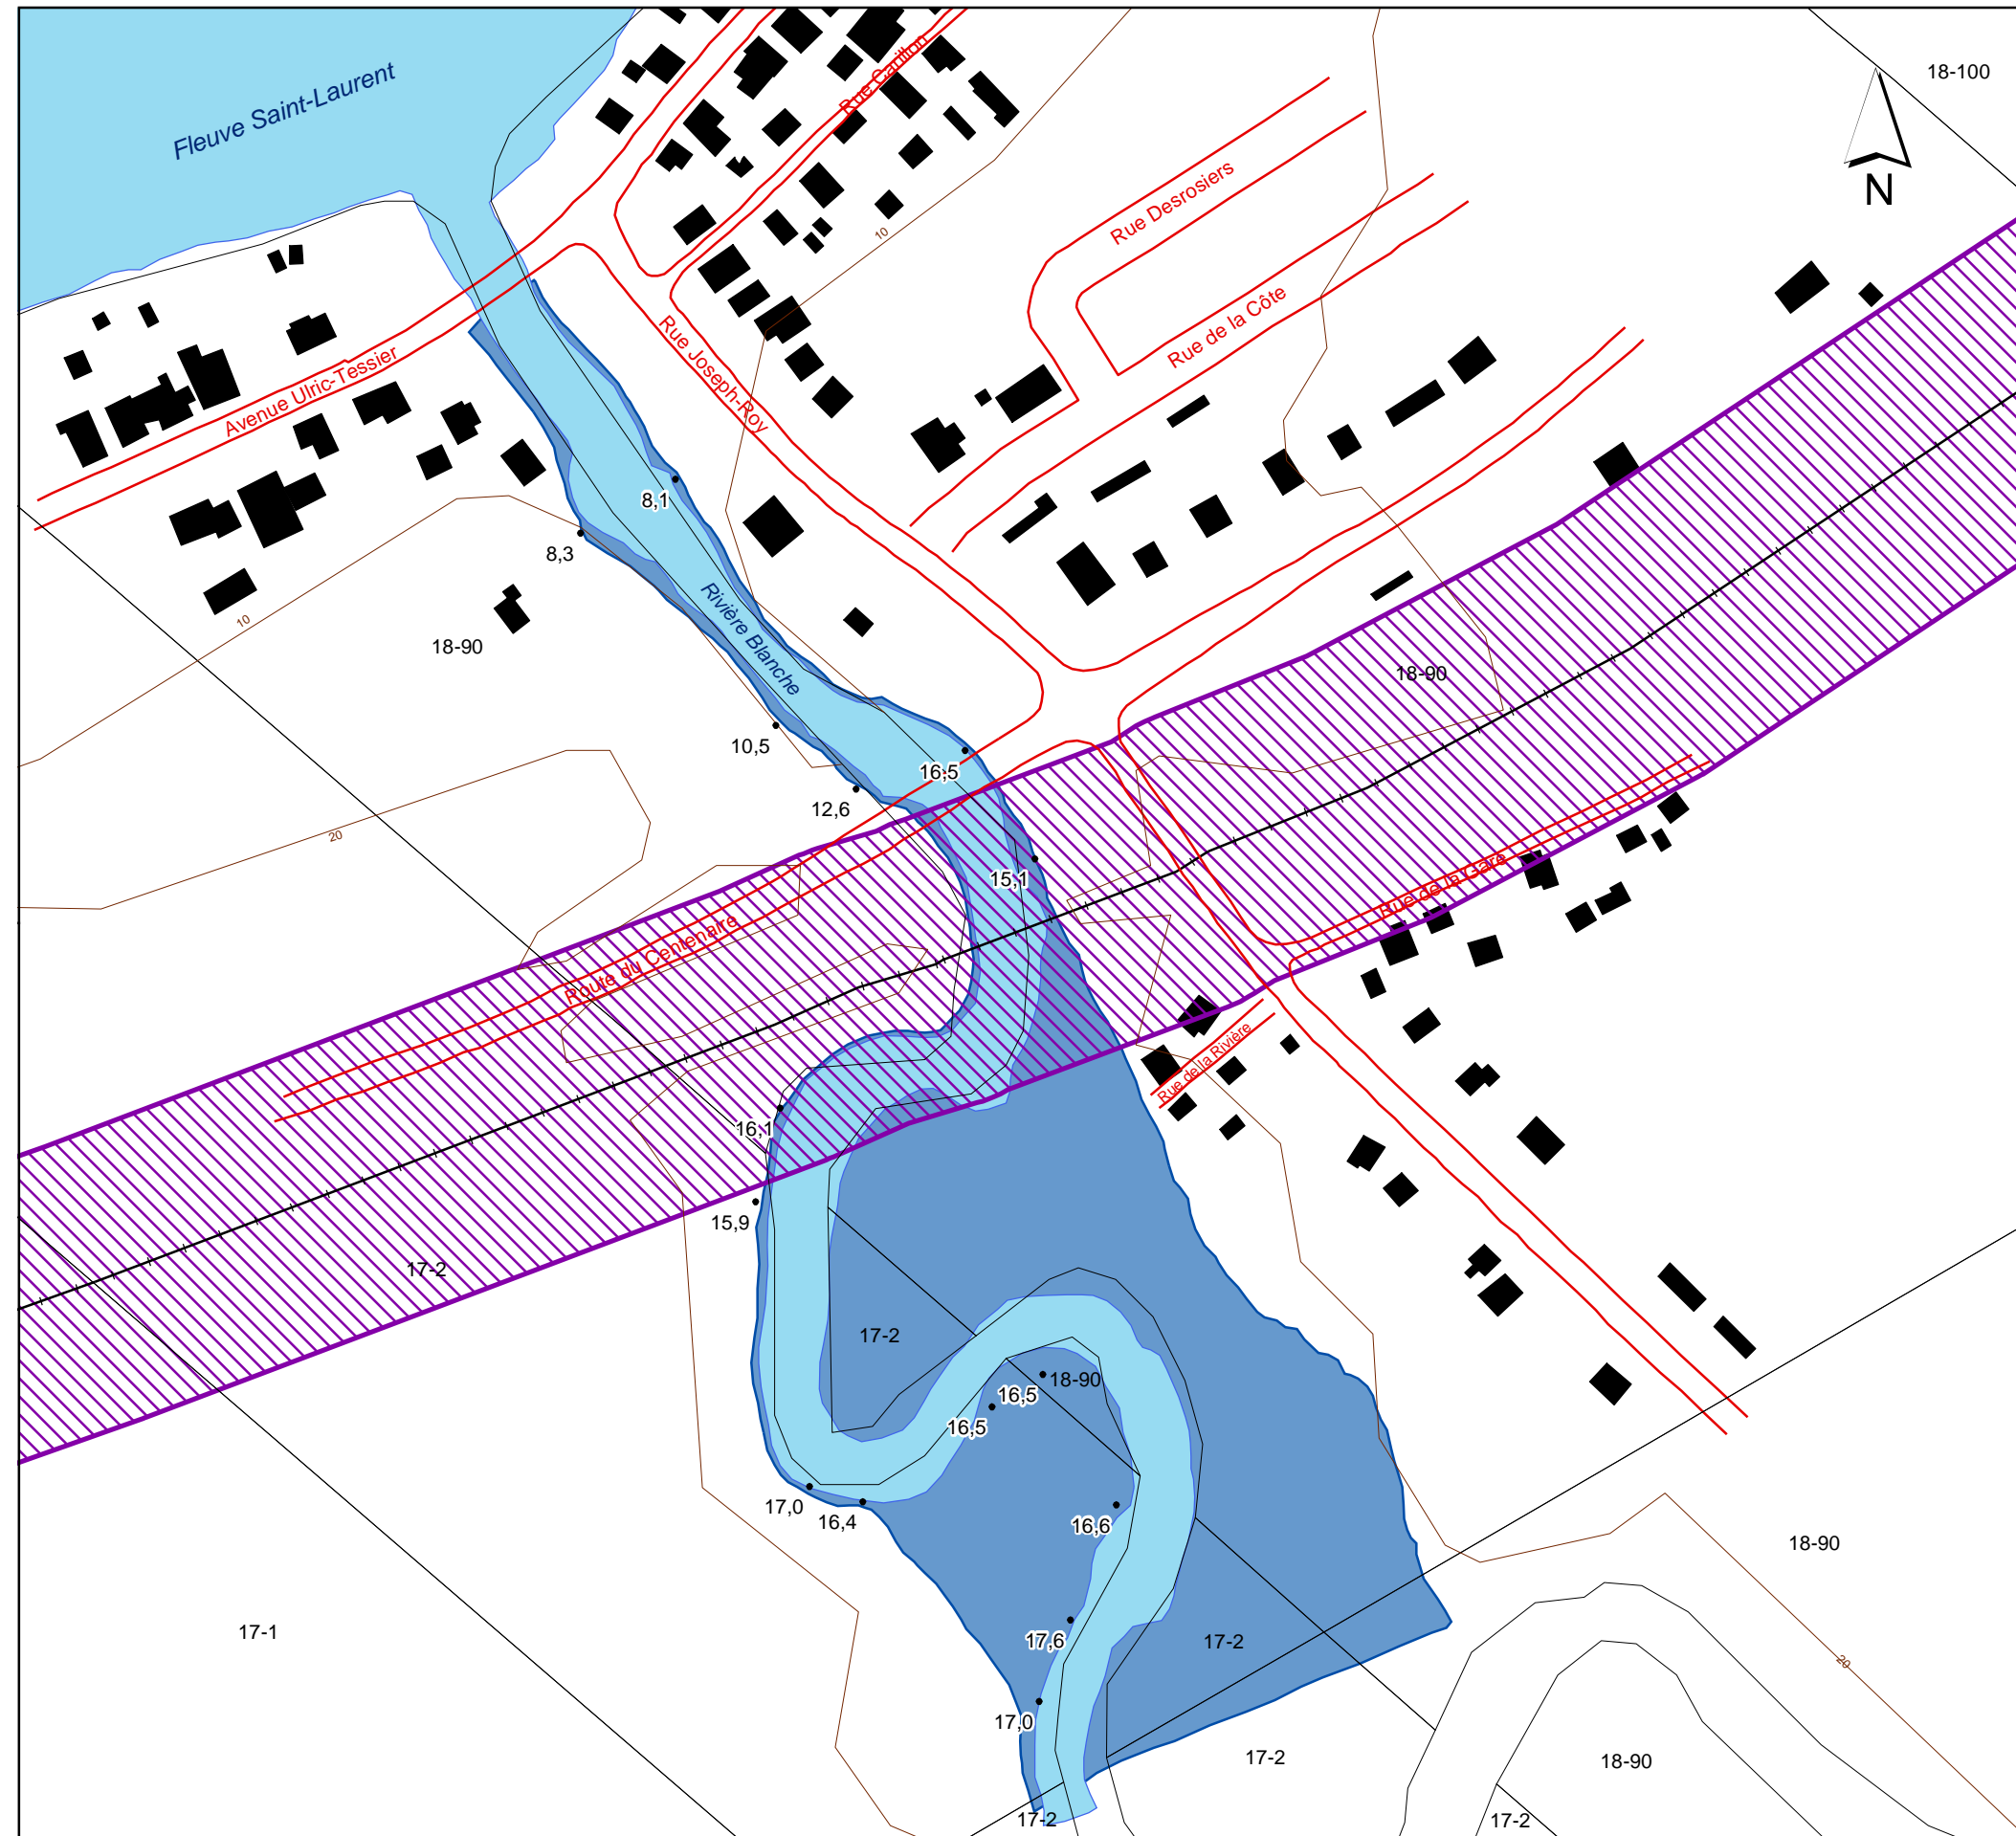 18-100
Fleuve Saint-Laurent
Rue Carillon
N
Rue Desrosiers
10
Rue de la Côte
Rue Joseph-Roy
Avenue Ulric-Tessier
8,1
8,3
10
Rivière Blanche
18-90
18-90
10,5
16,5
12,6
20
15,1
Rue de la Gare
Route du Centenaire
Rue de la Rivière
16,1
15,9
17-2
17-2
18-90
16,5
16,5
17,0
16,4
16,6
18-90
17-1
17,6
17-2
20
17,0
17-2
18-90
17-2
17-2